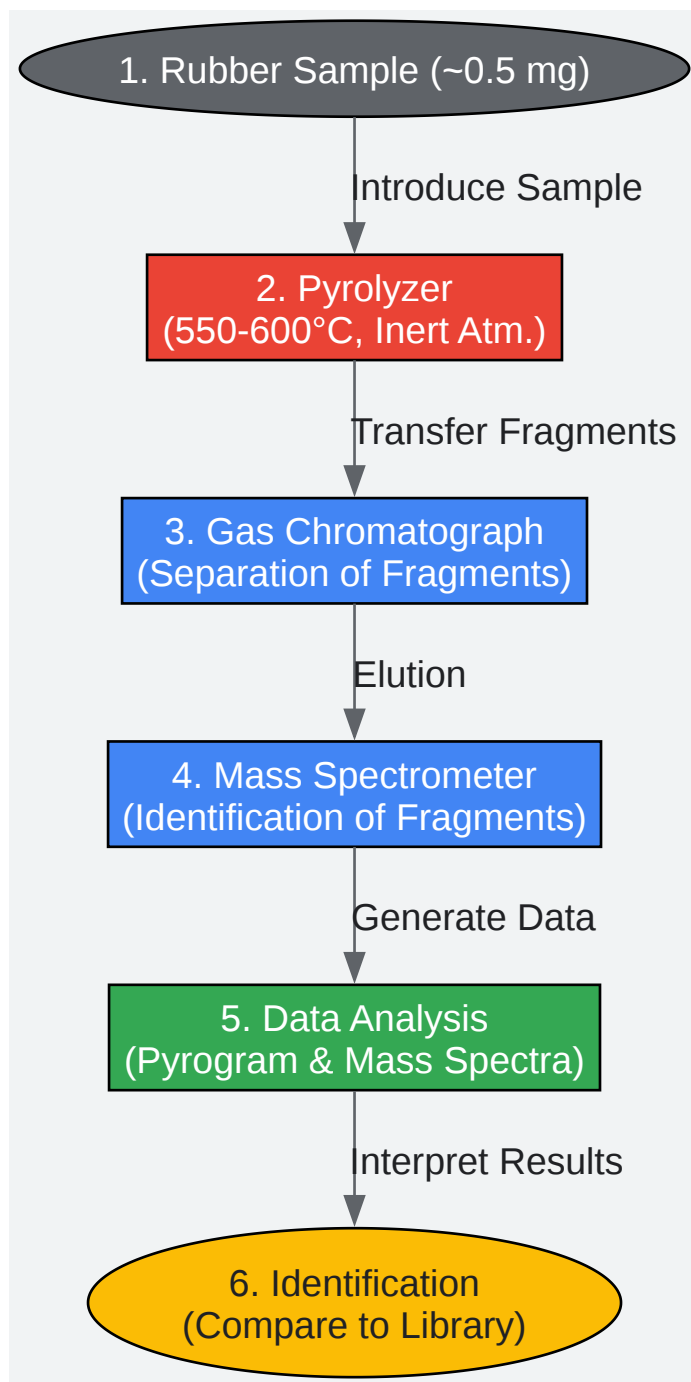 1. Rubber Sample (~0.5 mg)
Introduce Sample
2. Pyrolyzer
(550-600°C, Inert Atm.)
Transfer Fragments
3. Gas Chromatograph
(Separation of Fragments)
Elution
4. Mass Spectrometer
(Identification of Fragments)
Generate Data
5. Data Analysis
(Pyrogram & Mass Spectra)
Interpret Results
6. Identification
(Compare to Library)